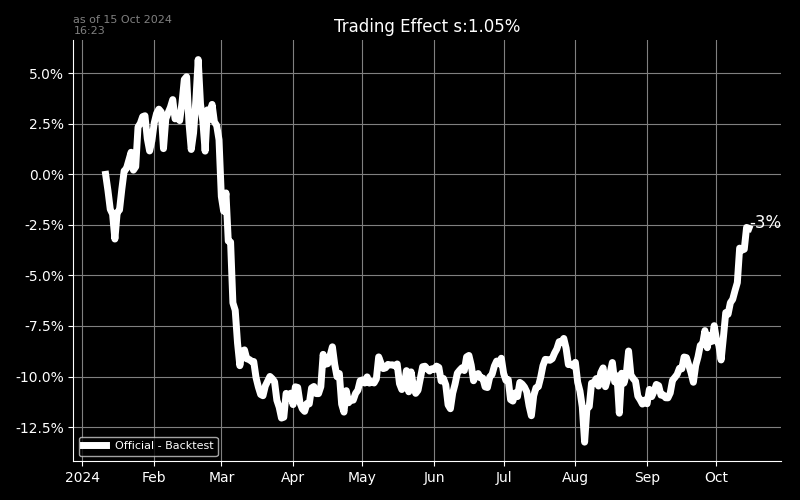 as of 15 Oct 2024
16:23
Trading Effect s:1.05%
5.0%
2.5%
0.0%
-2.5%
-3%
-5.0%
-7.5%
-10.0%
-12.5%
Official - Backtest
2024 Feb Mar Apr May Jun Jul Aug Sep Oct